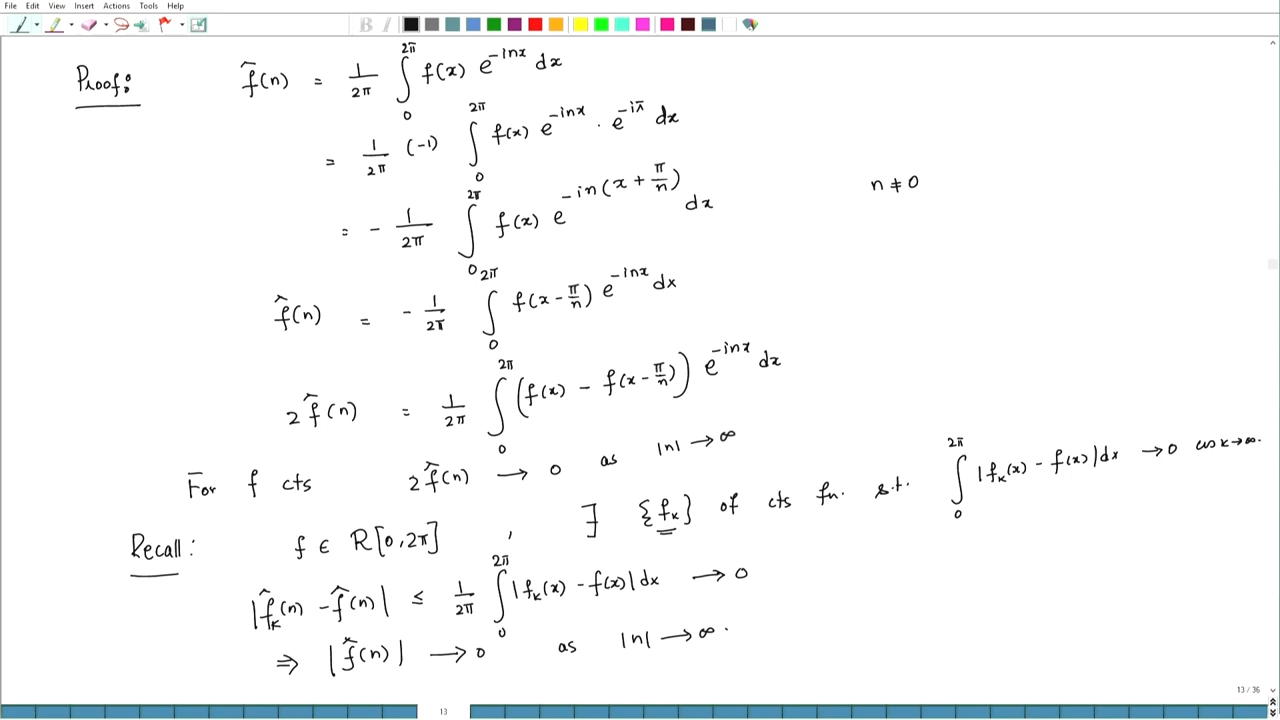 File Edit View Insert Actions Tools Help
Proof: f̂(n) = 1/2π ∫₀^{2π} f(x) e^{-inx} dx
= 1/2π (-1) ∫₀^{2π} f(x) e^{-inx} . e^{-iπ} dx
= - 1/2π ∫₀^{2π} f(x) e^{-in(x + π/n)} dx n ≠ 0
f̂(n) = - 1/2π ∫₀^{2π} f(x - π/n) e^{-inx} dx
2 f̂(n) = 1/2π ∫₀^{2π} (f(x) - f(x - π/n)) e^{-inx} dx
For f cts 2 f̂(n) → 0 as |n| → ∞
Recall: f ∈ R[0, 2π] , ∃ {f_k} of cts fn. s.t. ∫₀^{2π} |f_k(x) - f(x)| dx → 0 as k → ∞.
|f̂_k(n) - f̂(n)| ≤ 1/2π ∫₀^{2π} |f_k(x) - f(x)| dx → 0
⇒ |f̂(n)| → 0 as |n| → ∞.
13 / 36
13